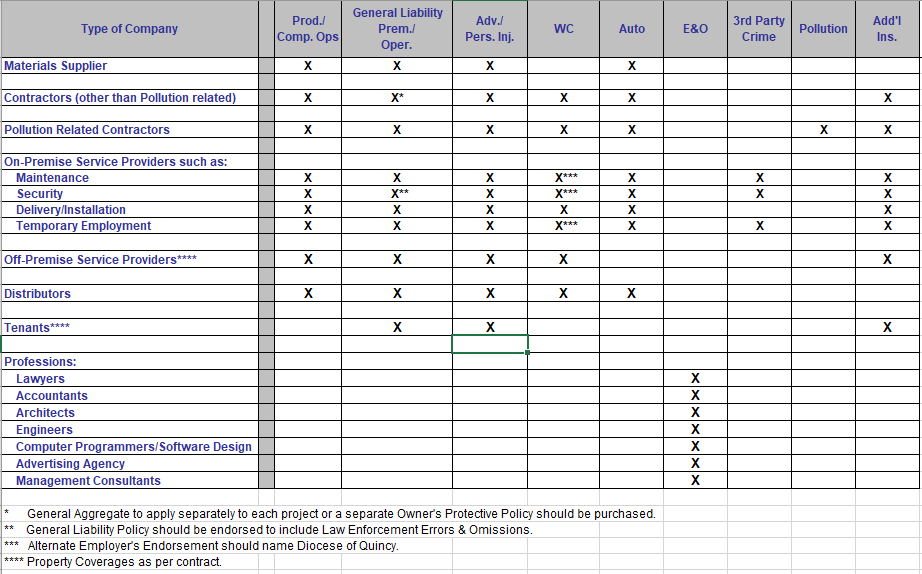 Type of Company Prod./ Comp. Ops General Liability Prem./ Oper. Adv./ Pers. Inj. WC Auto E&O 3rd Party Crime Pollution Add'l Ins.
Materials Supplier X X X X
Contractors (other than Pollution related) X X* X X X X
Pollution Related Contractors X X X X X X X
On-Premise Service Providers such as:
Maintenance X X X X*** X X X
Security X X** X X*** X X X
Delivery/Installation X X X X X X
Temporary Employment X X X X*** X X X
Off-Premise Service Providers**** X X X X X
Distributors X X X X X
Tenants**** X X X
Professions:
Lawyers X
Accountants X
Architects X
Engineers X
Computer Programmers/Software Design X
Advertising Agency X
Management Consultants X
* General Aggregate to apply separately to each project or a separate Owner's Protective Policy should be purchased.
** General Liability Policy should be endorsed to include Law Enforcement Errors & Omissions.
*** Alternate Employer's Endorsement should name Diocese of Quincy.
**** Property Coverages as per contract.